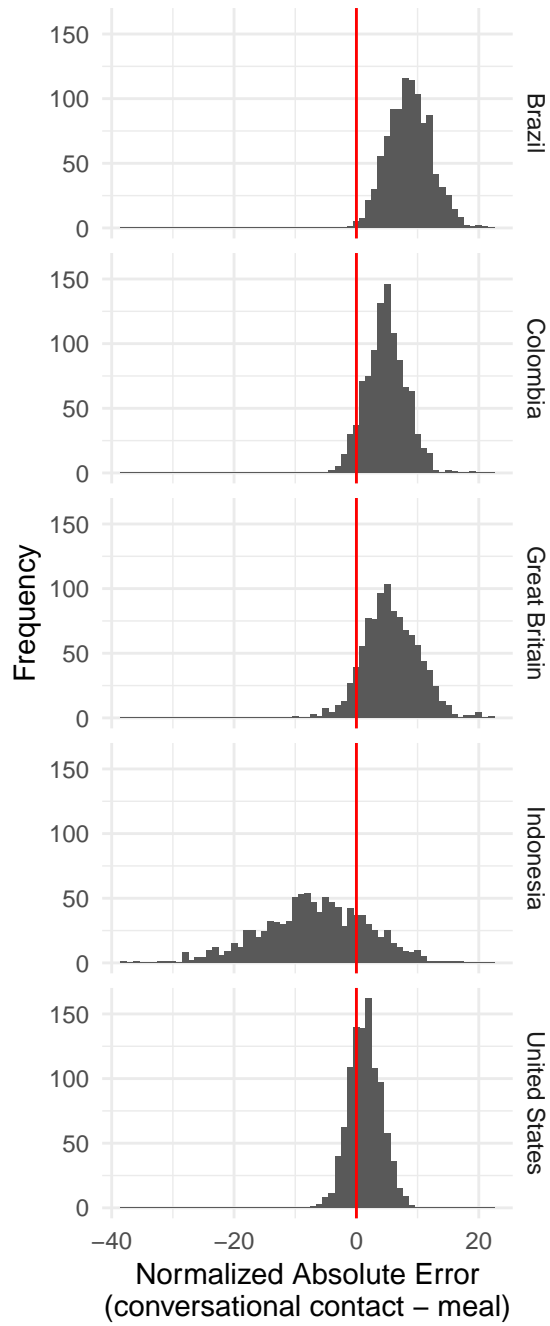 150
100
50
0
Brazil
150
100
50
0
Colombia
150
100
50
0
Great Britain
150
100
50
0
Indonesia
150
100
50
0
United States
Frequency
−40 −20 0 20
Normalized Absolute Error
(conversational contact − meal)